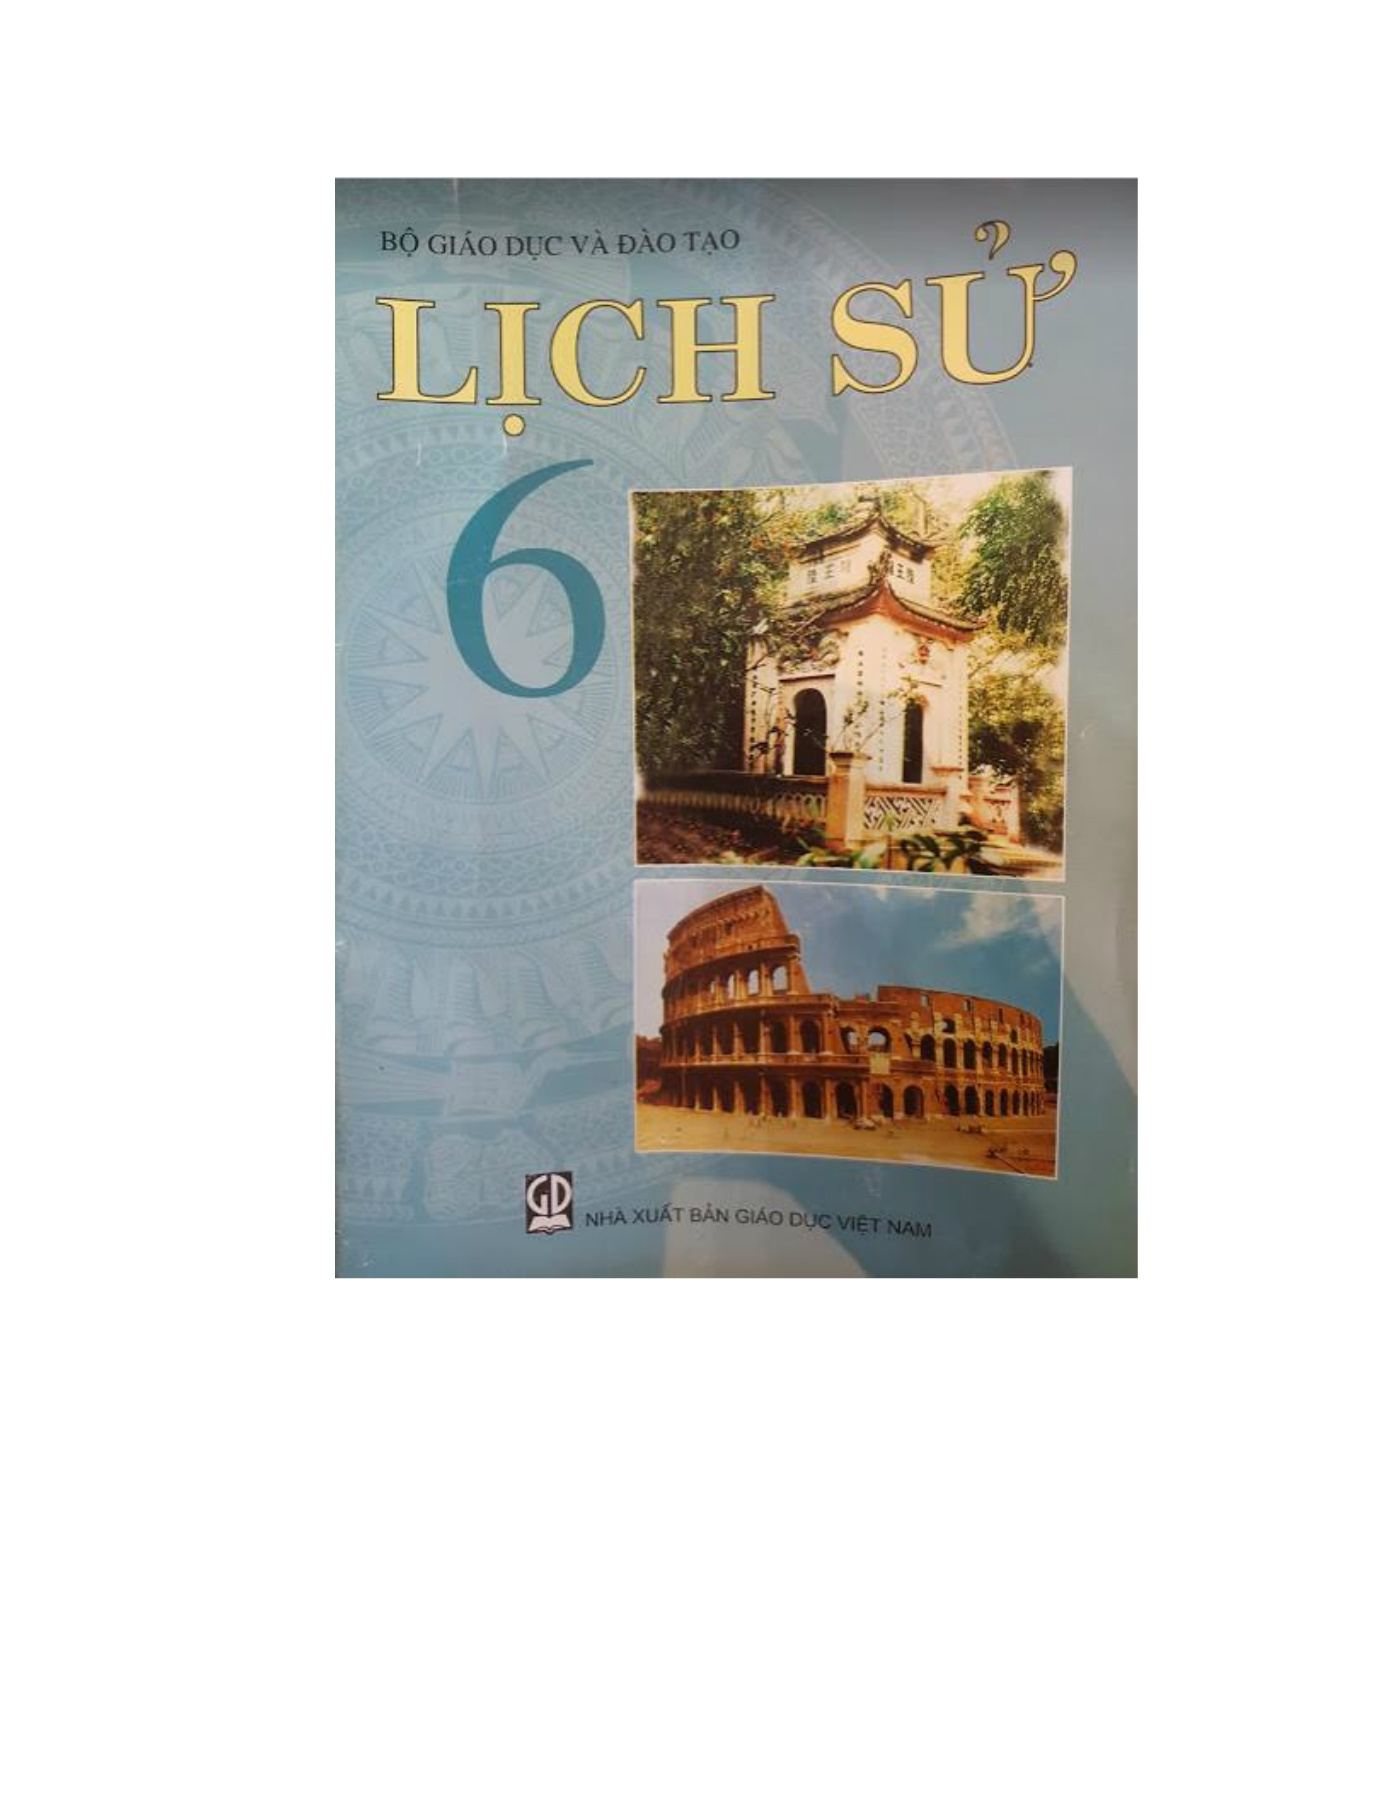 BỘ GIÁO DỤC VÀ ĐÀO TẠO
LỊCH SỬ
6
GD
NHÀ XUẤT BẢN GIÁO DỤC VIỆT NAM